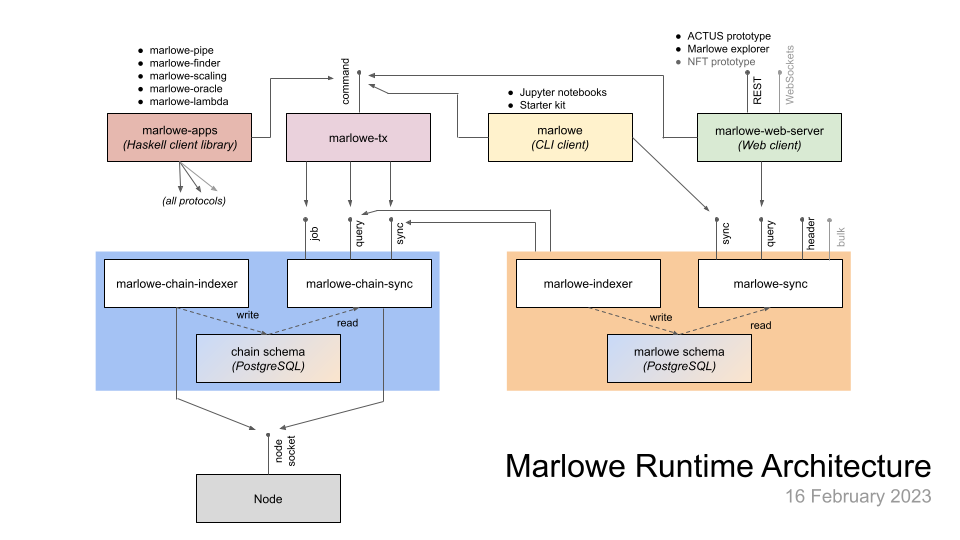 ● marlowe-pipe
● marlowe-finder
● marlowe-scaling
● marlowe-oracle
● marlowe-lambda
command
● Jupyter notebooks
● Starter kit
● ACTUS prototype
● Marlowe explorer
● NFT prototype
REST
WebSockets
marlowe-apps
(Haskell client library)
marlowe-tx
marlowe
(CLI client)
marlowe-web-server
(Web client)
(all protocols)
job
query
sync
sync
query
header
bulk
marlowe-chain-indexer
marlowe-chain-sync
write
read
chain schema
(PostgreSQL)
marlowe-indexer
marlowe-sync
write
read
marlowe schema
(PostgreSQL)
node
socket
Node
Marlowe Runtime Architecture
16 February 2023